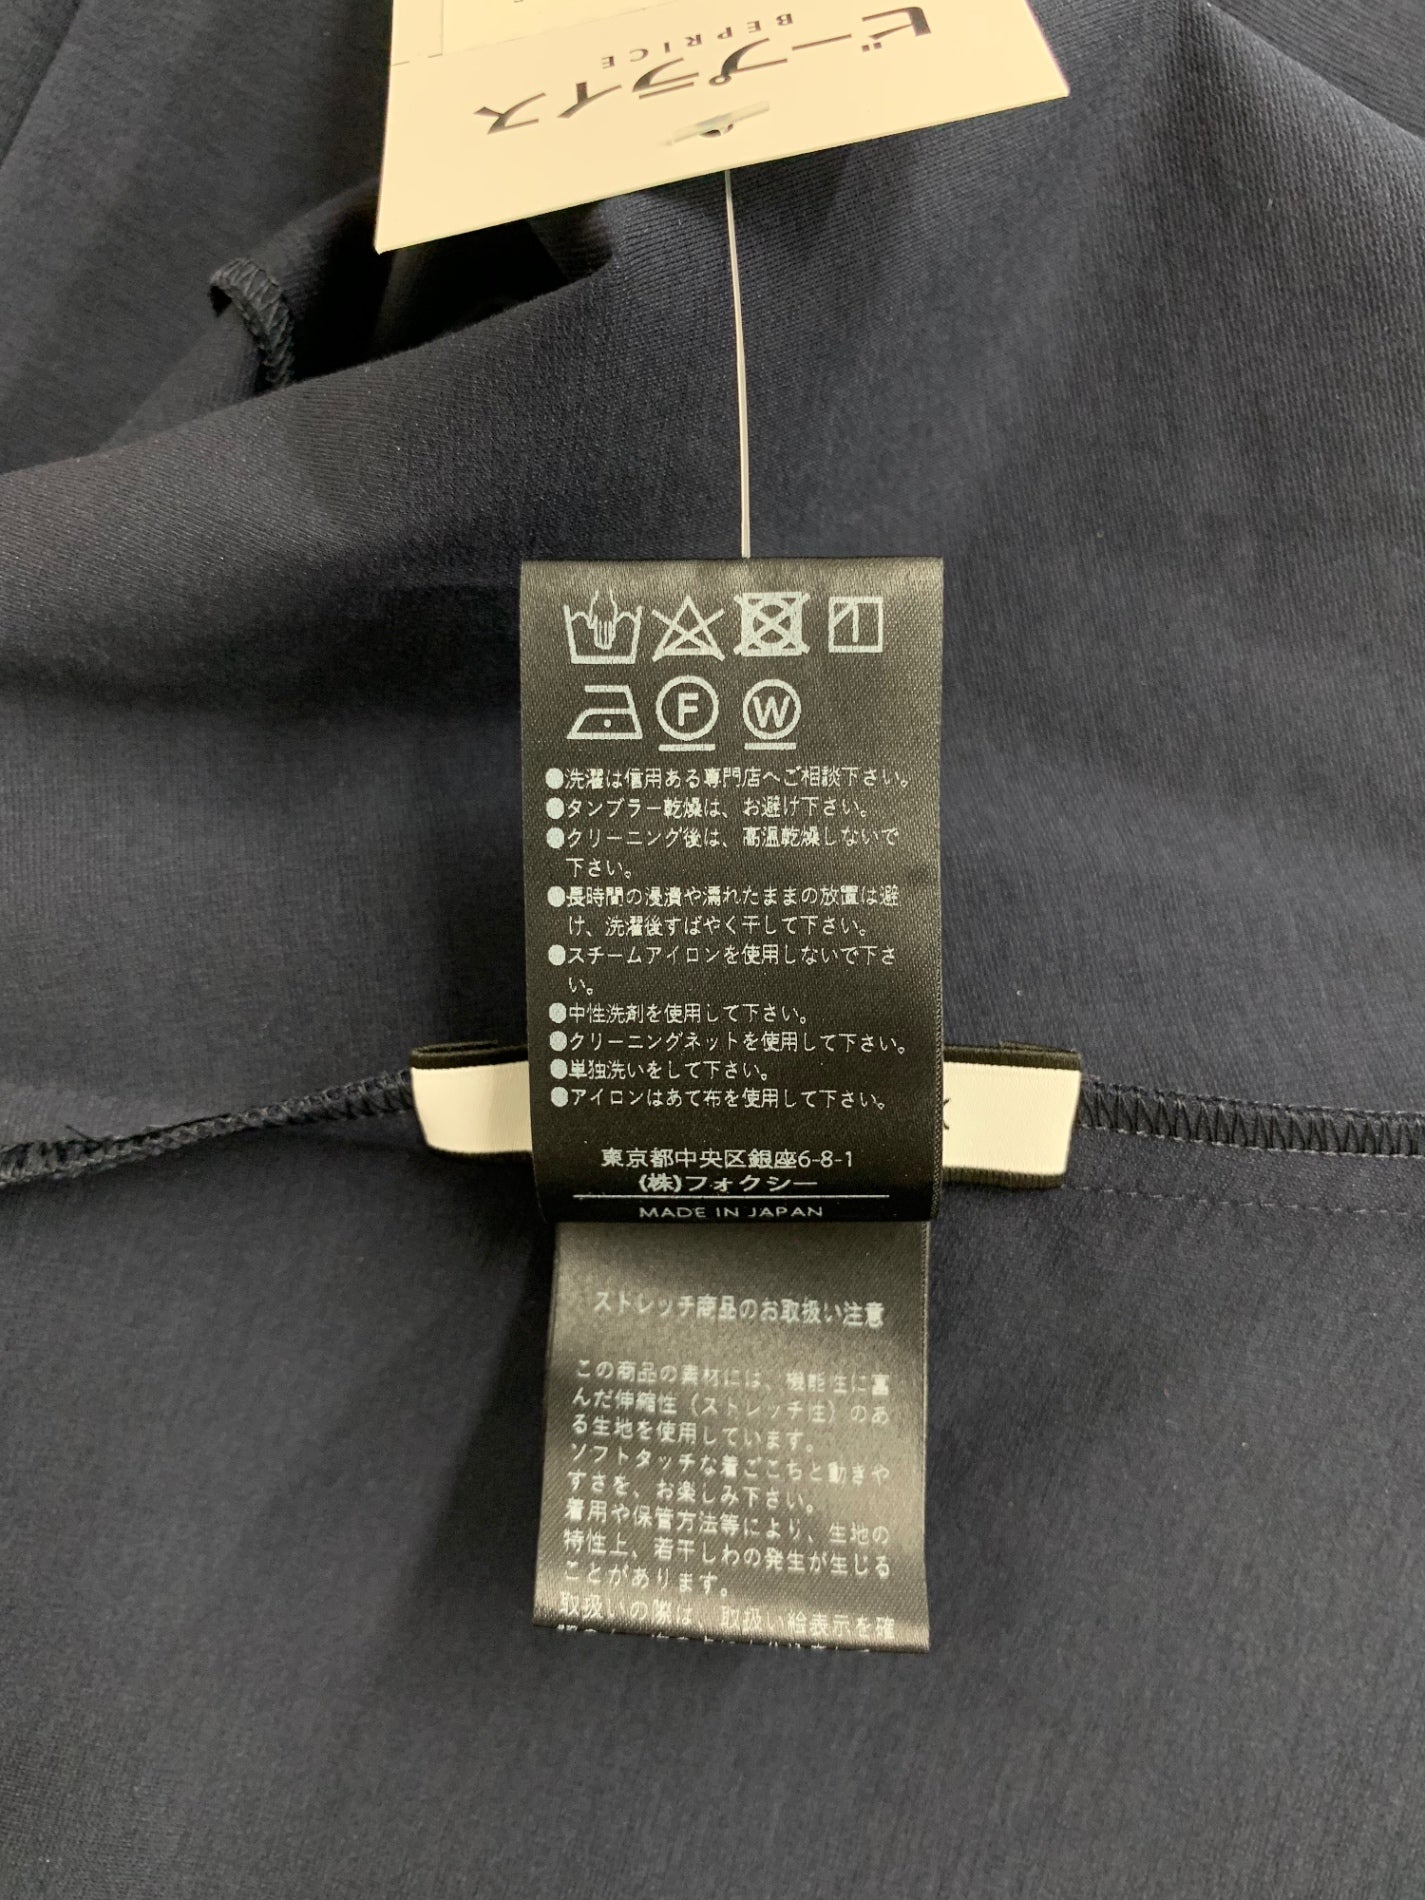 ビープライス
BEPRICE
F
W
●洗濯は信用ある専門店へご相談下さい。
●タンブラー乾燥は、お避け下さい。
●クリーニング後は、高温乾燥しないで
下さい。
●長時間の浸漬や濡れたままの放置は避
け、洗濯後すばやく干して下さい。
●スチームアイロンを使用しないで下さ
い。
●中性洗剤を使用して下さい。
●クリーニングネットを使用して下さい。
●単独洗いをして下さい。
●アイロンはあて布を使用して下さい。
東京都中央区銀座6-8-1
(株)フォクシー
MADE IN JAPAN
ストレッチ商品のお取扱い注意
この商品の素材には、機能性に富
んだ伸縮性（ストレッチ性）のあ
る生地を使用しています。
ソフトタッチな着ごこちと動きや
すさを、お楽しみ下さい。
着用や保管方法等により、生地の
特性上、若干しわの発生が生じる
ことがあります。
取扱いの際は、取扱い絵表示を確